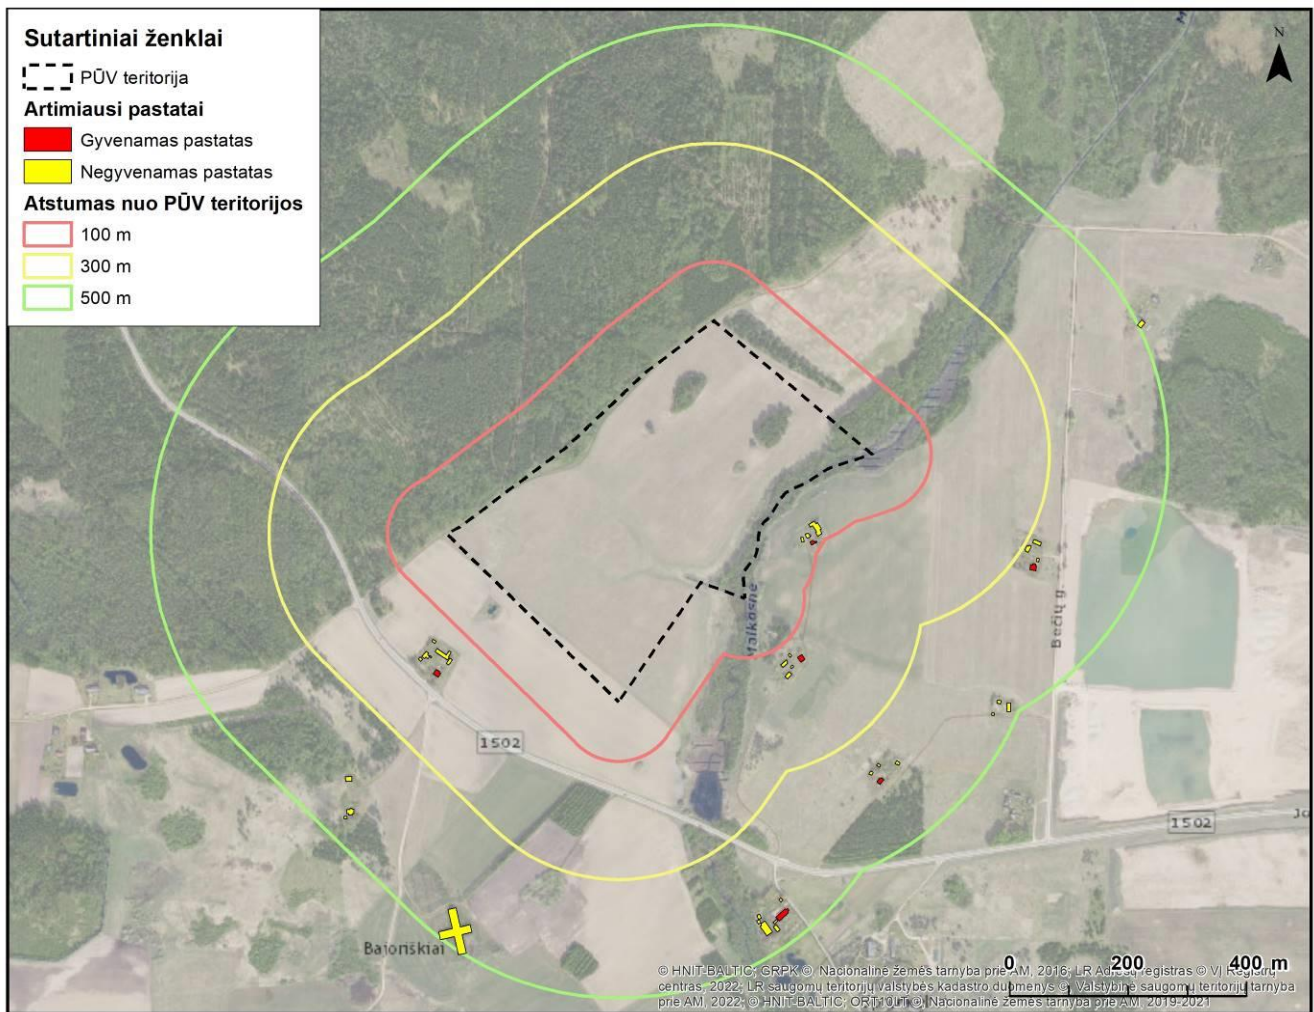 Sutartiniai ženklai
PŪV teritorija
Artimiausi pastatai
Gyvenamas pastatas
Negyvenamas pastatas
Atstumas nuo PŪV teritorijos
100 m
300 m
500 m
N
M
Bečių g.
Malkasnė
1502
1502
Jo
Baioriškiai
0 200 400 m
© HNIT-BALTIC; GRPK © Nacionalinė žemės tarnyba prie AM, 2016; LR Adresų registras © VĮ Registrų
centras, 2022; LR saugomų teritorijų valstybės kadastro duomenys © Valstybinė saugomų teritorijų tarnyba
prie AM, 2022; © HNIT-BALTIC; ORT10LT © Nacionalinė žemės tarnyba prie AM, 2019-2021